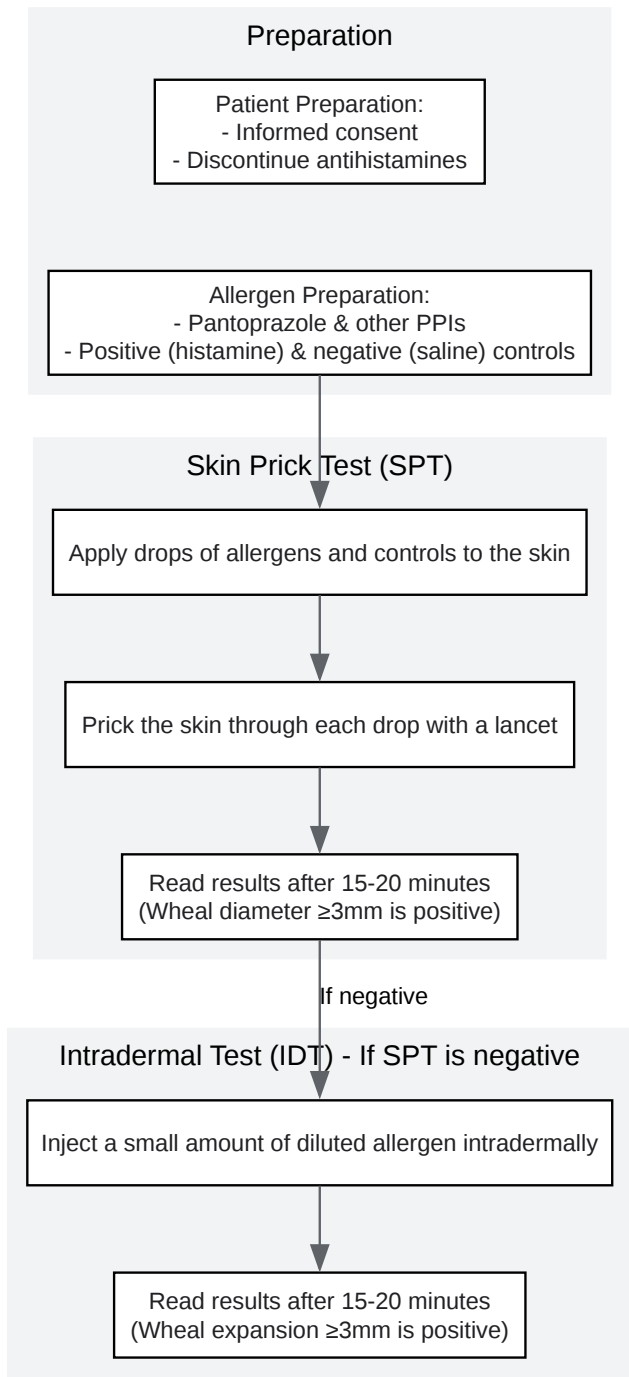 Preparation
Patient Preparation:
- Informed consent
- Discontinue antihistamines
Allergen Preparation:
- Pantoprazole & other PPIs
- Positive (histamine) & negative (saline) controls
Skin Prick Test (SPT)
Apply drops of allergens and controls to the skin
Prick the skin through each drop with a lancet
Read results after 15-20 minutes
(Wheal diameter ≥3mm is positive)
If negative
Intradermal Test (IDT) - If SPT is negative
Inject a small amount of diluted allergen intradermally
Read results after 15-20 minutes
(Wheal expansion ≥3mm is positive)